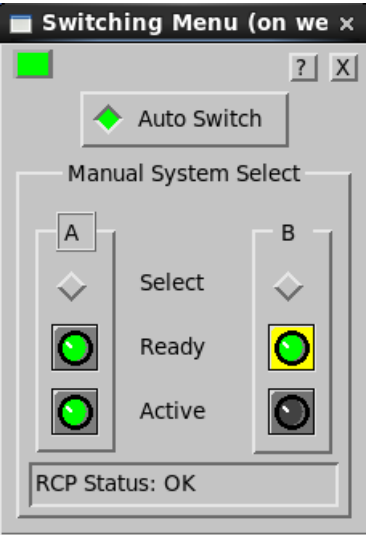 Switching Menu (on we x
? X
Auto Switch
Manual System Select
A B
Select
Ready
Active
RCP Status: OK